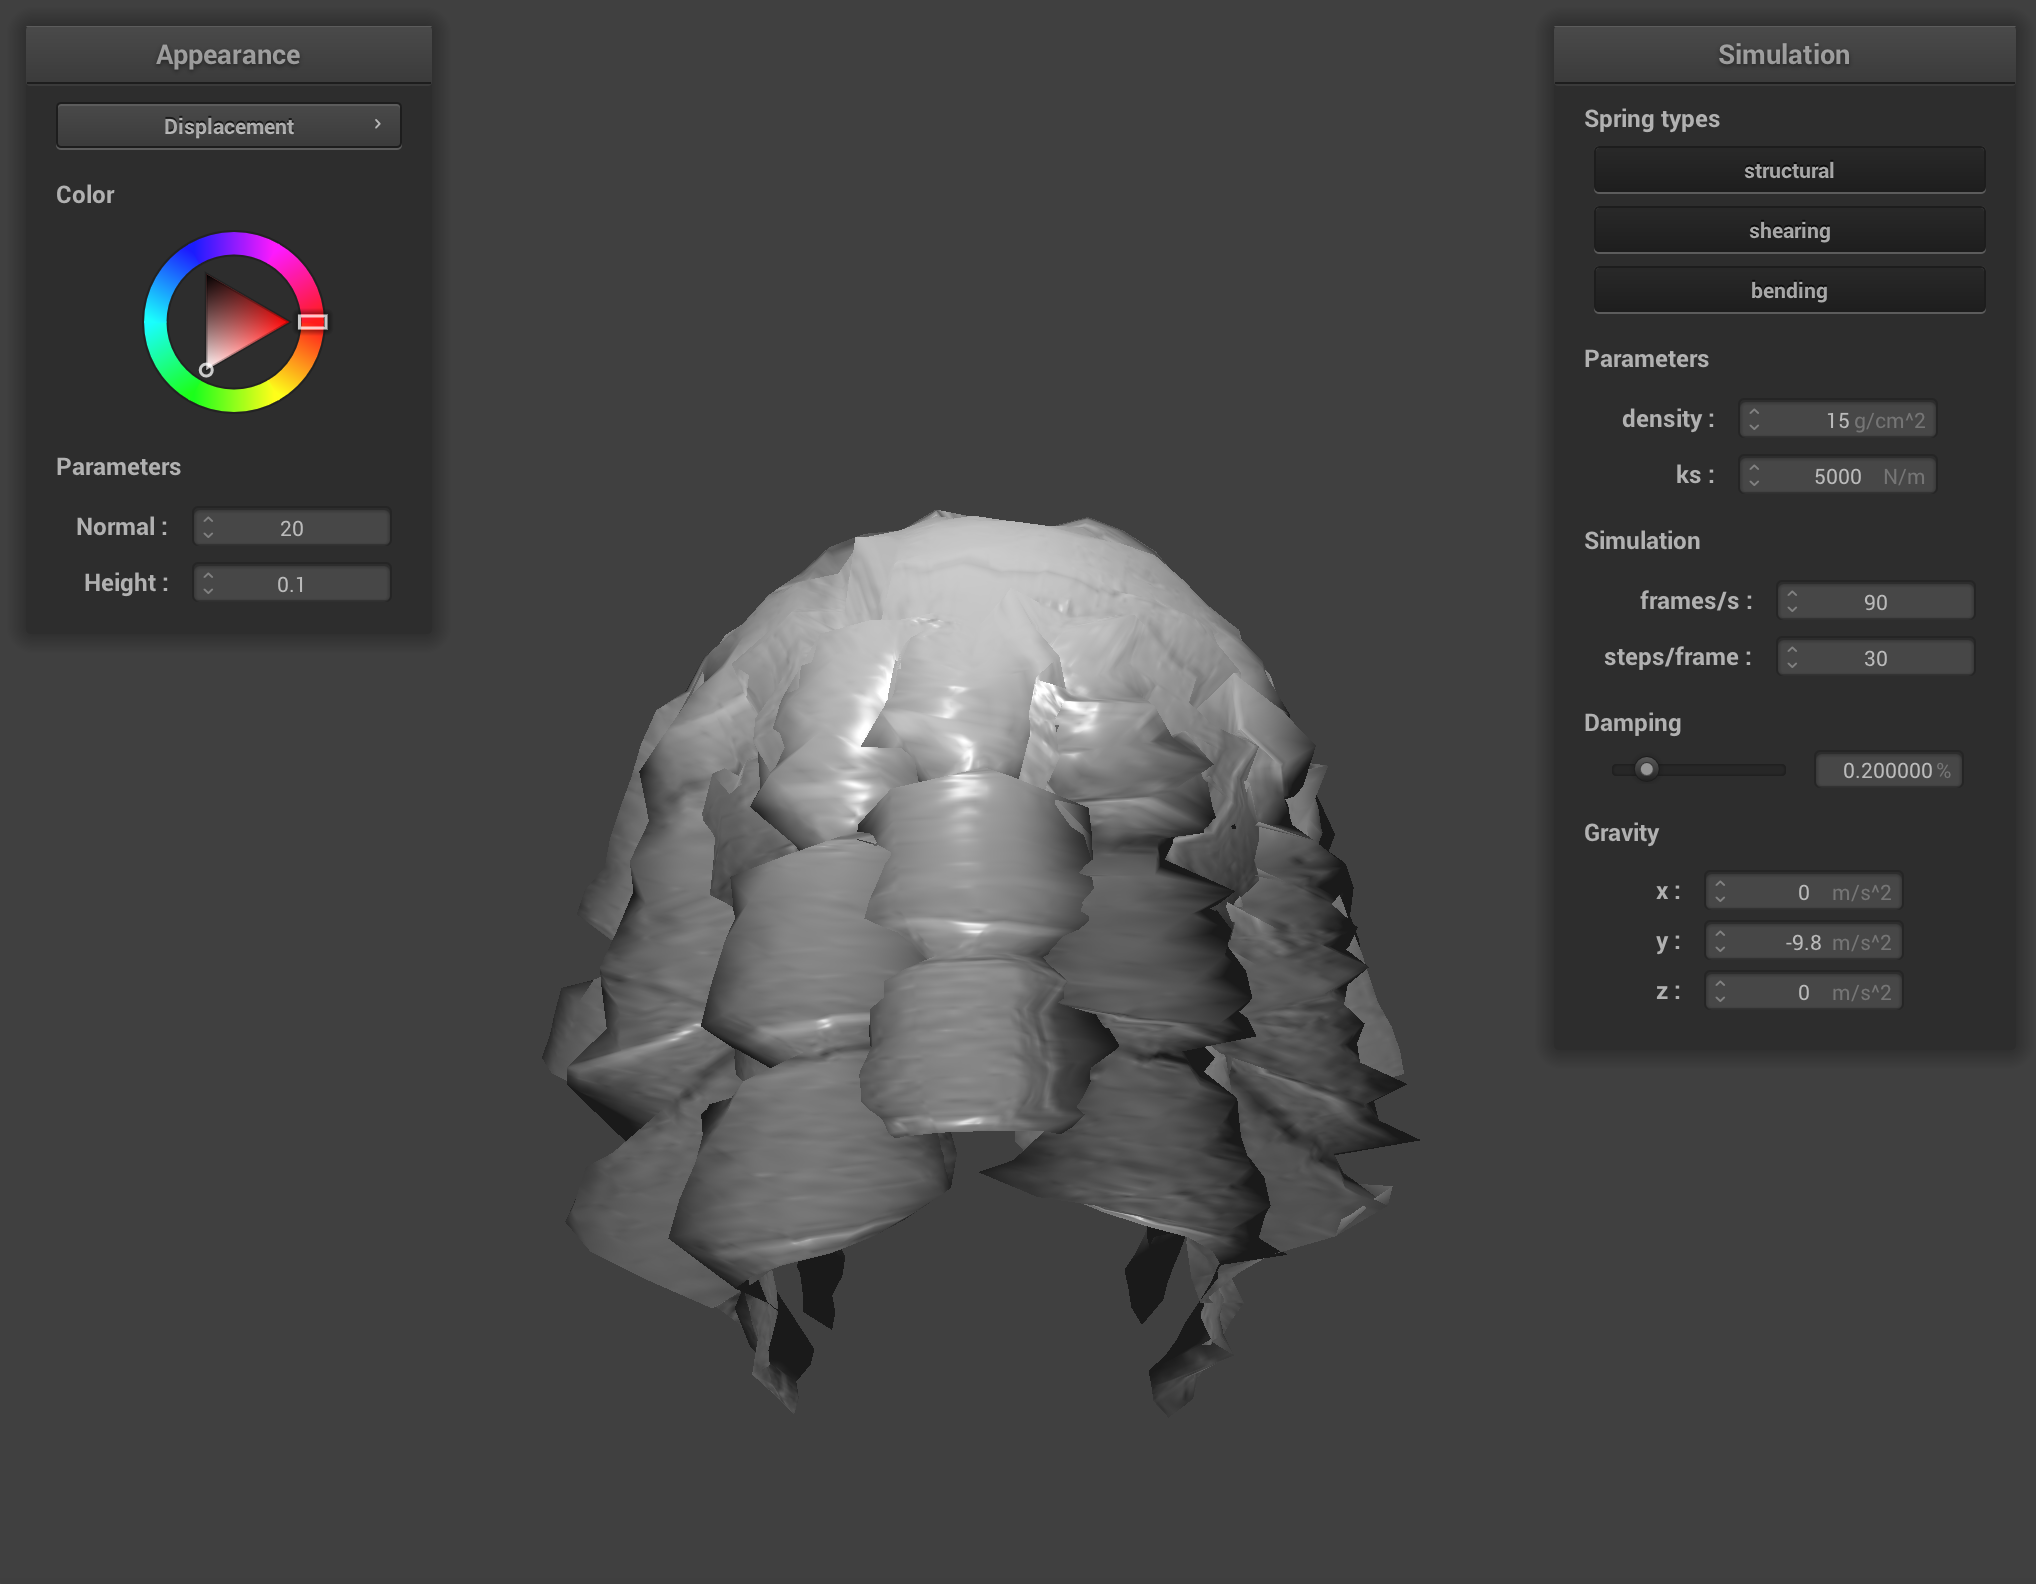 Appearance
Displacement
Color
Parameters
Normal : 20
Height : 0.1
Simulation
Spring types
structural
shearing
bending
Parameters
density : 15 g/cm^2
ks : 5000 N/m
Simulation
frames/s : 90
steps/frame : 30
Damping
0.200000 %
Gravity
x : 0 m/s^2
y : -9.8 m/s^2
z : 0 m/s^2